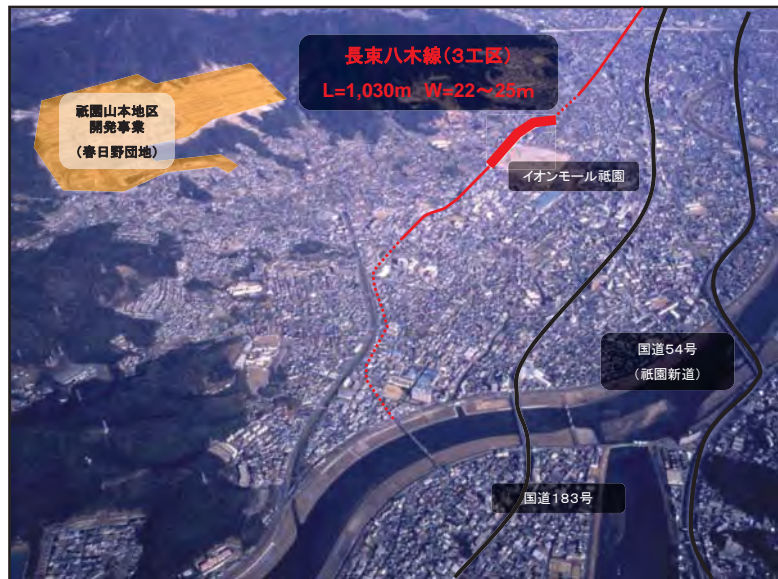 長束八木線(3工区)
L=1,030m W=22～25m
祇園山本地区
開発事業
(春日野団地)
イオンモール祗園
国道54号
(祇園新道)
国道183号